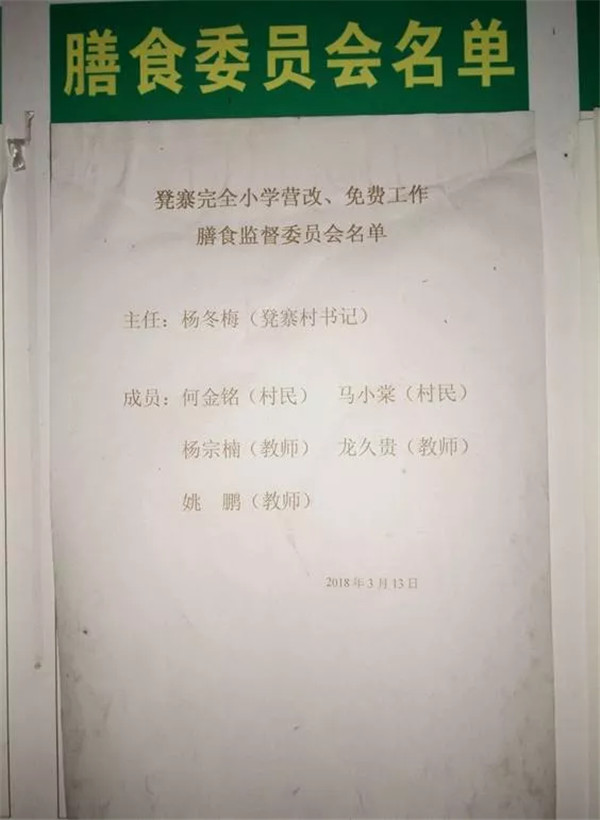 膳食委员会名单
凳寨完全小学营改、免费工作
膳食监督委员会名单
主任：杨冬梅（凳寨村书记）
成员：何金铭（村民） 马小棠（村民）
杨宗楠（教师） 龙久贵（教师）
姚 鹏（教师）
2018年3月13日